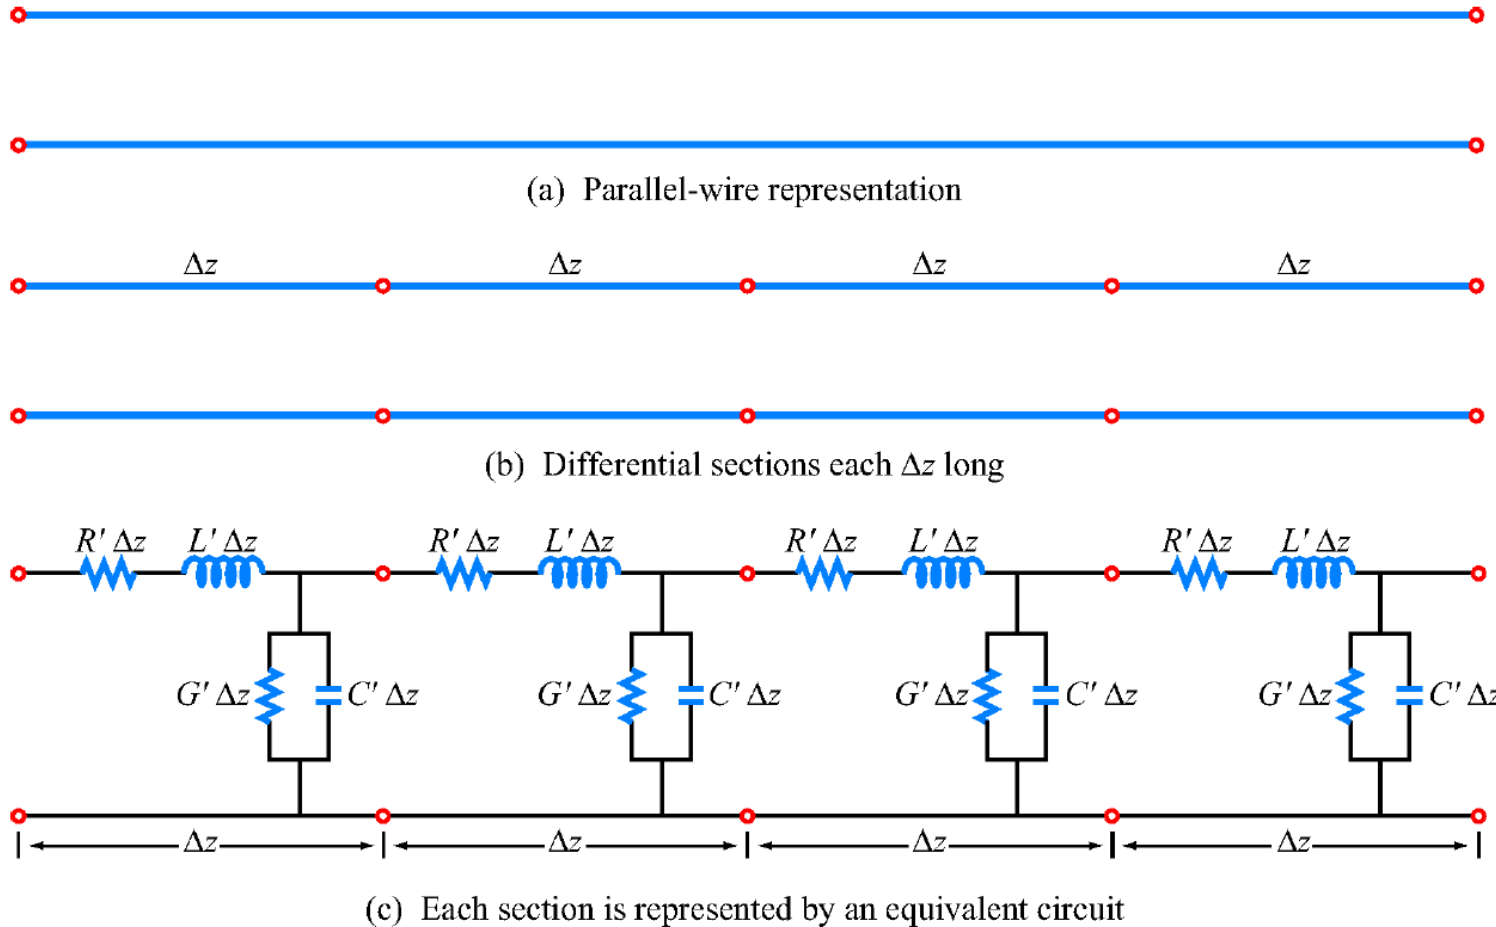 (a) Parallel-wire representation
Δz Δz Δz Δz
(b) Differential sections each Δz long
R′ Δz L′ Δz R′ Δz L′ Δz R′ Δz L′ Δz R′ Δz L′ Δz
G′ Δz C′ Δz G′ Δz C′ Δz G′ Δz C′ Δz G′ Δz C′ Δz
Δz Δz Δz Δz
(c) Each section is represented by an equivalent circuit